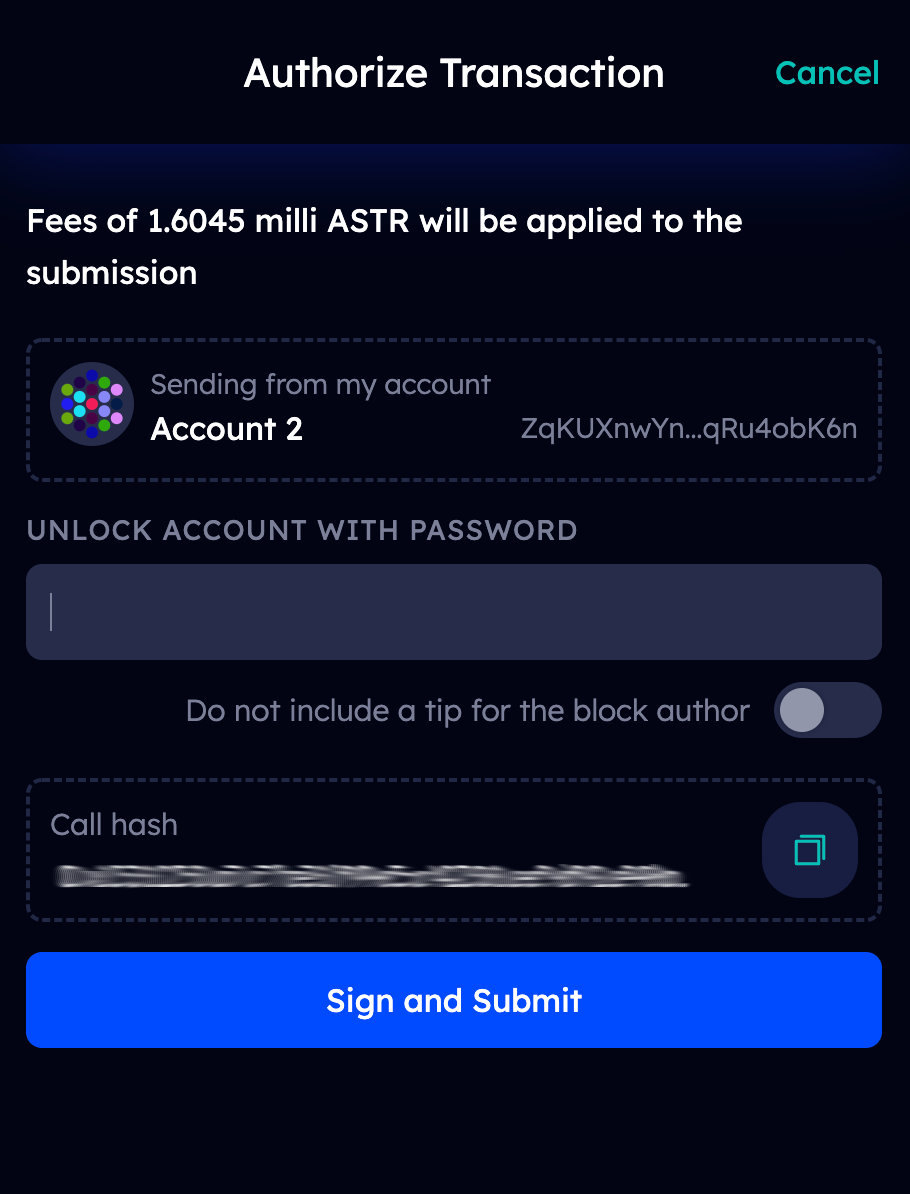 Authorize Transaction
Cancel
Fees of 1.6045 milli ASTR will be applied to the
submission
Sending from my account
Account 2
ZqKUXnwYn...qRu4obK6n
UNLOCK ACCOUNT WITH PASSWORD
Do not include a tip for the block author
Call hash
Sign and Submit